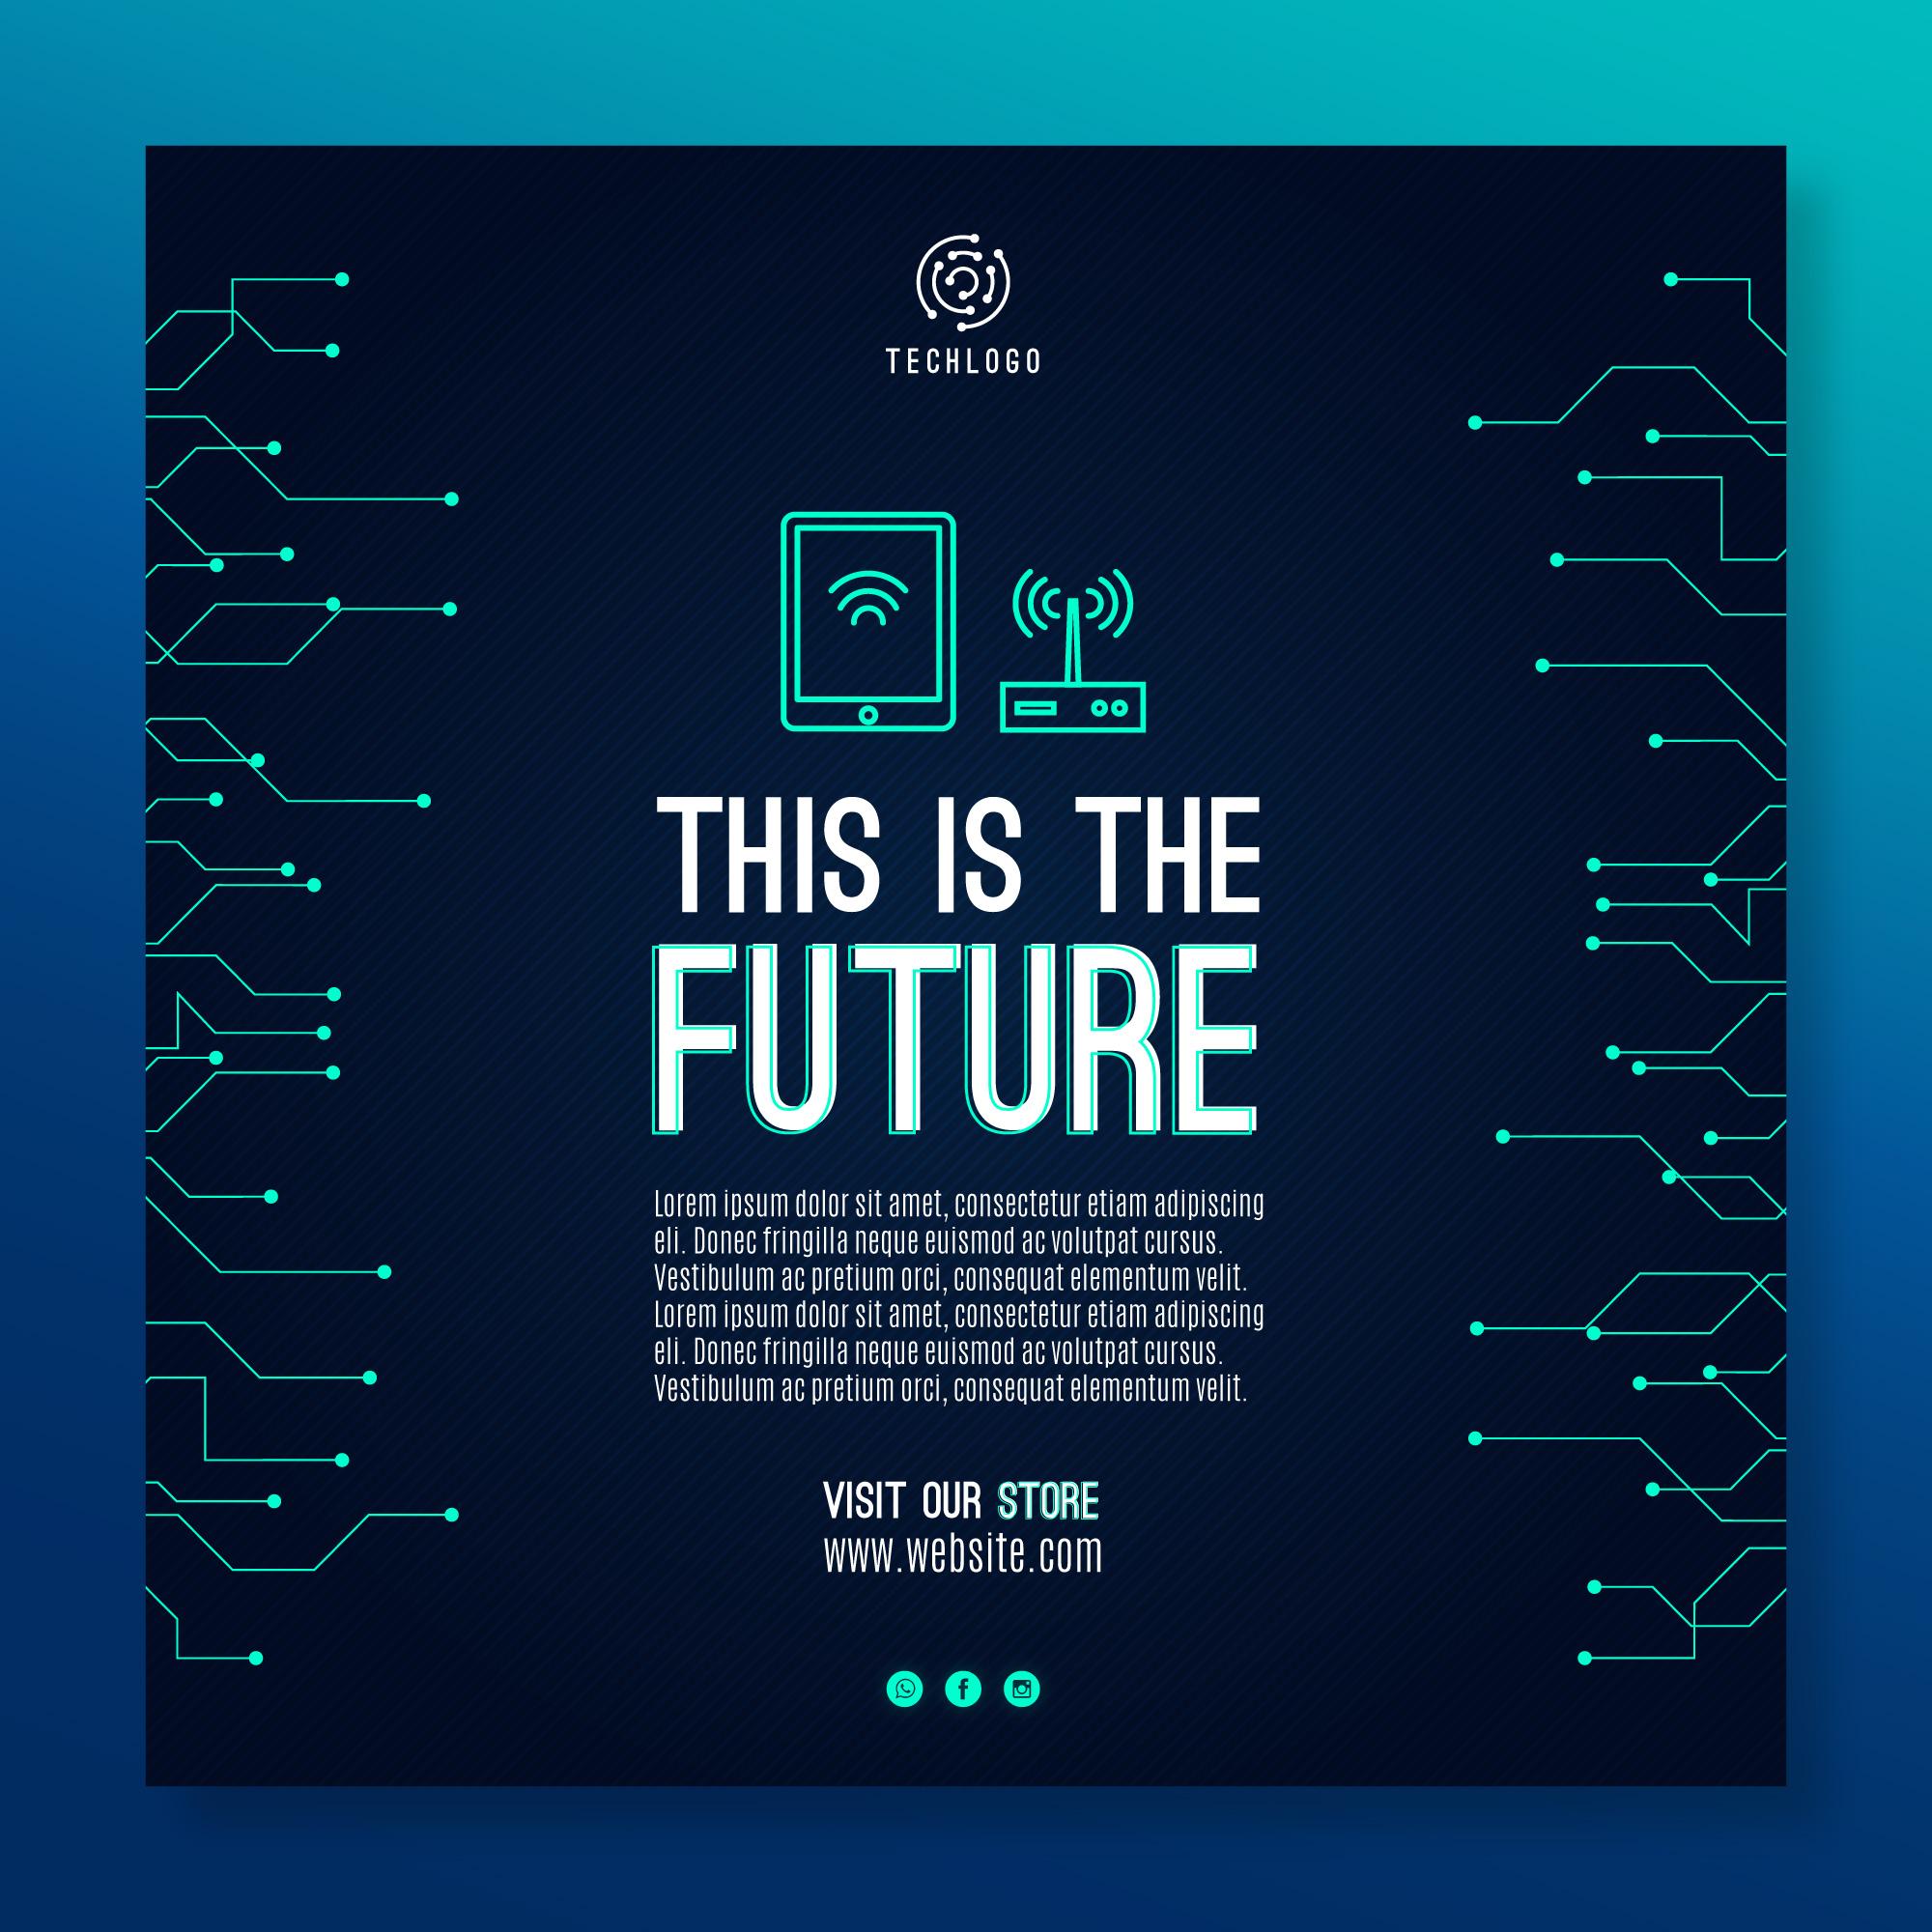 TECHLOGO
THIS IS THE
FUTURE
Lorem ipsum dolor sit amet, consectetur etiam adipiscing
eli. Donec fringilla neque euismod ac volutpat cursus.
Vestibulum ac pretium orci, consequat elementum velit.
Lorem ipsum dolor sit amet, consectetur etiam adipiscing
eli. Donec fringilla neque euismod ac volutpat cursus.
Vestibulum ac pretium orci, consequat elementum velit.
VISIT OUR STORE
www.website.com